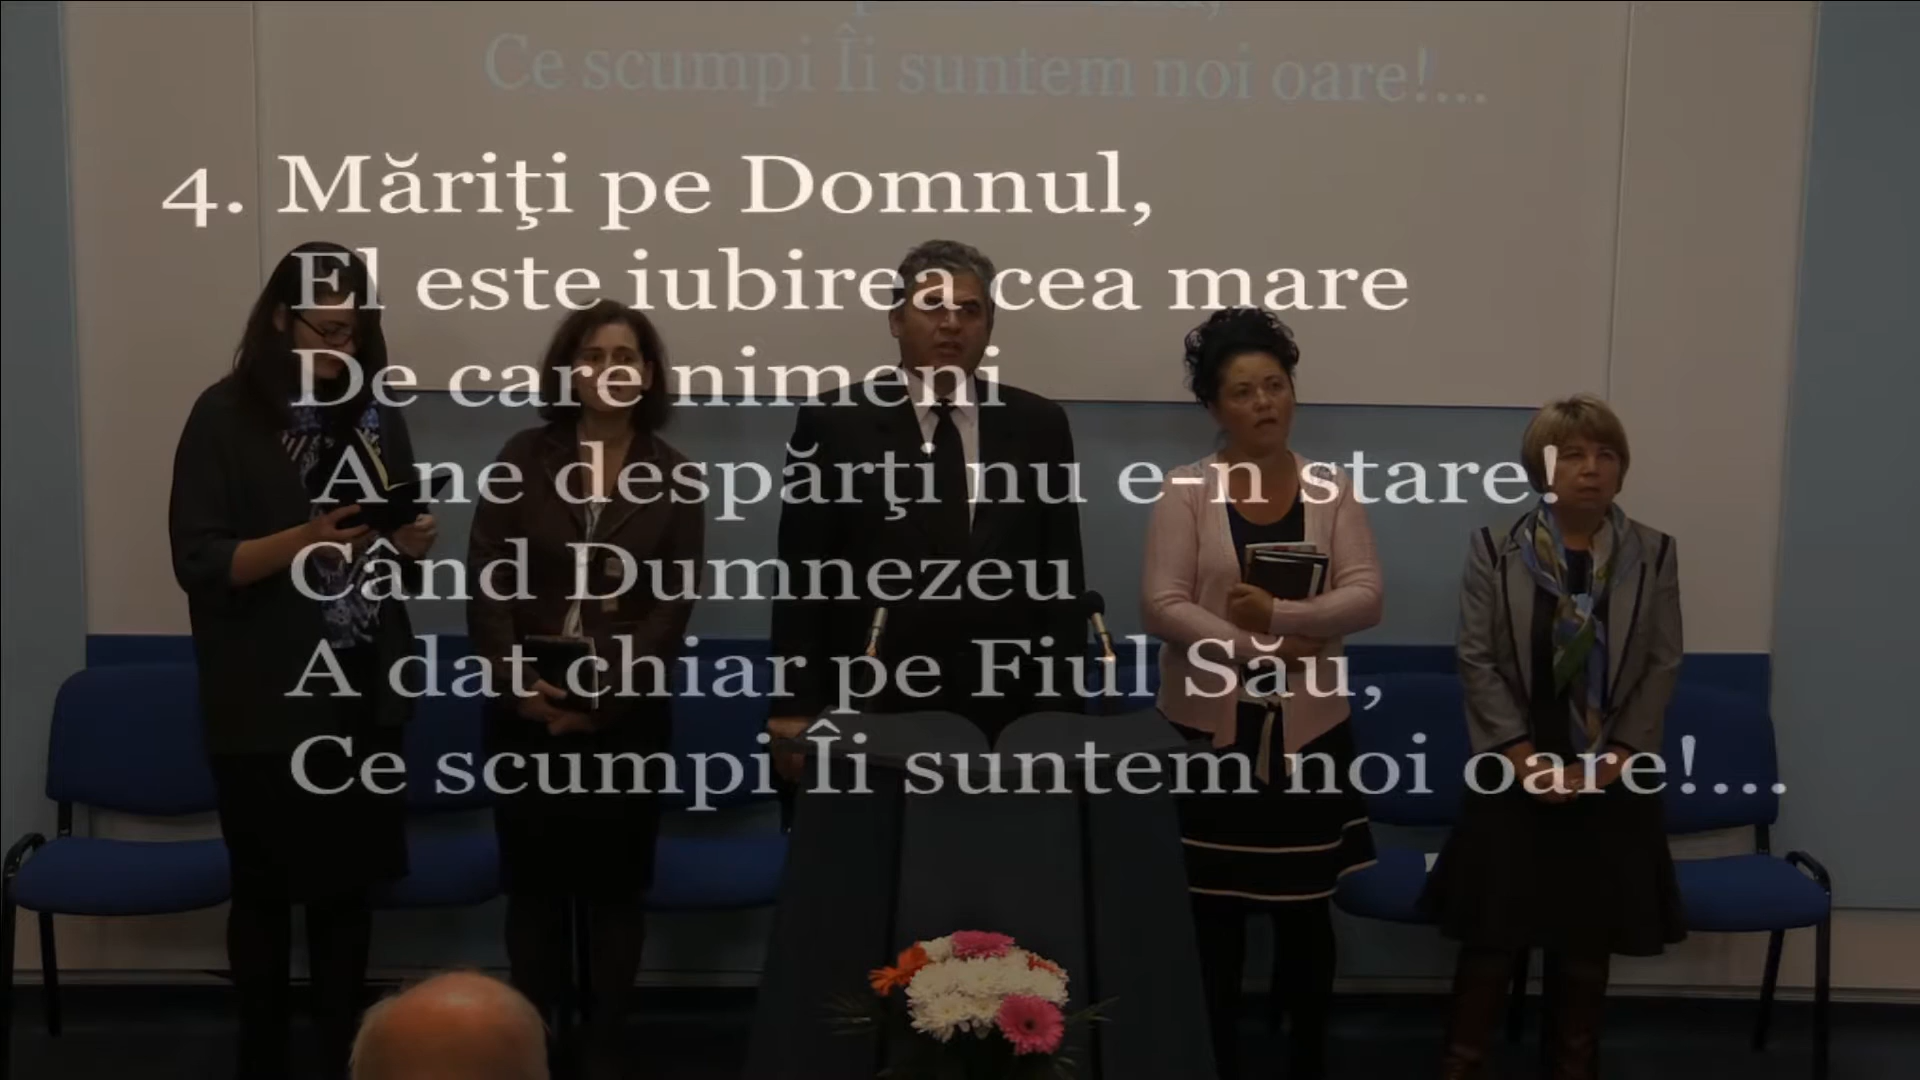 Ce scumpi Îi suntem noi oare!...
4. Măriţi pe Domnul,
El este iubirea cea mare
De care nimeni
A ne despărţi nu e-n stare!
Când Dumnezeu
A dat chiar pe Fiul Său,
Ce scumpi Îi suntem noi oare!...